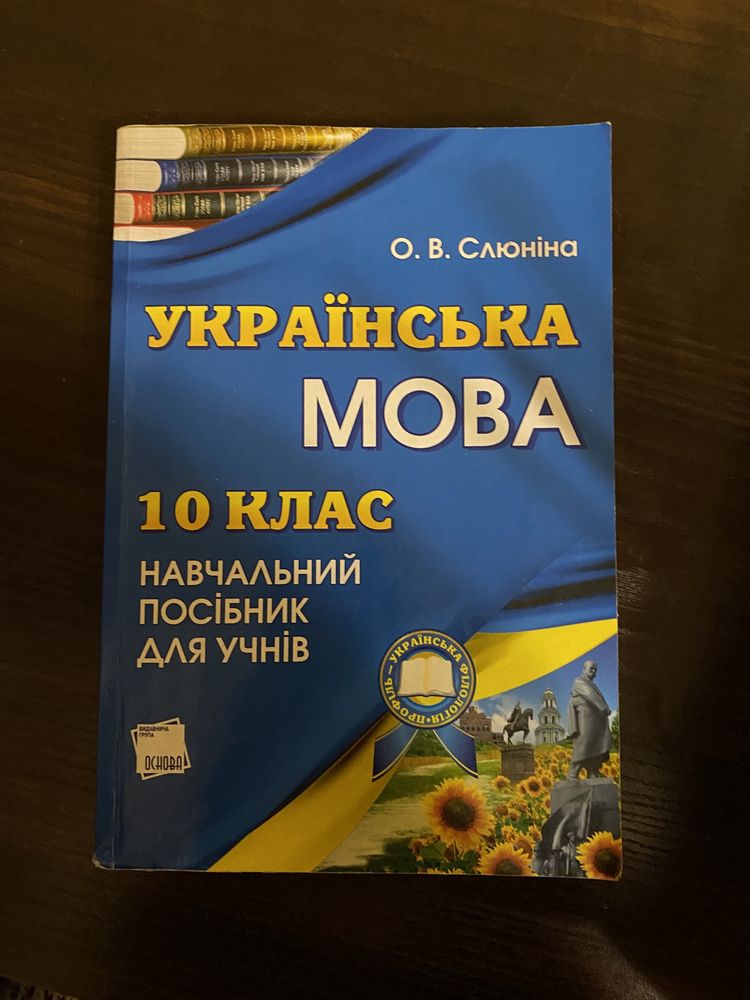 О. В. Слюніна
УКРАЇНСЬКА
МОВА
10 КЛАС
НАВЧАЛЬНИЙ
ПОСІБНИК
ДЛЯ УЧНІВ
ПРОФІЛЬ – УКРАЇНСЬКА ФІЛОЛОГІЯ
ВИДАВНИЧА
ГРУПА
ОСНОВА